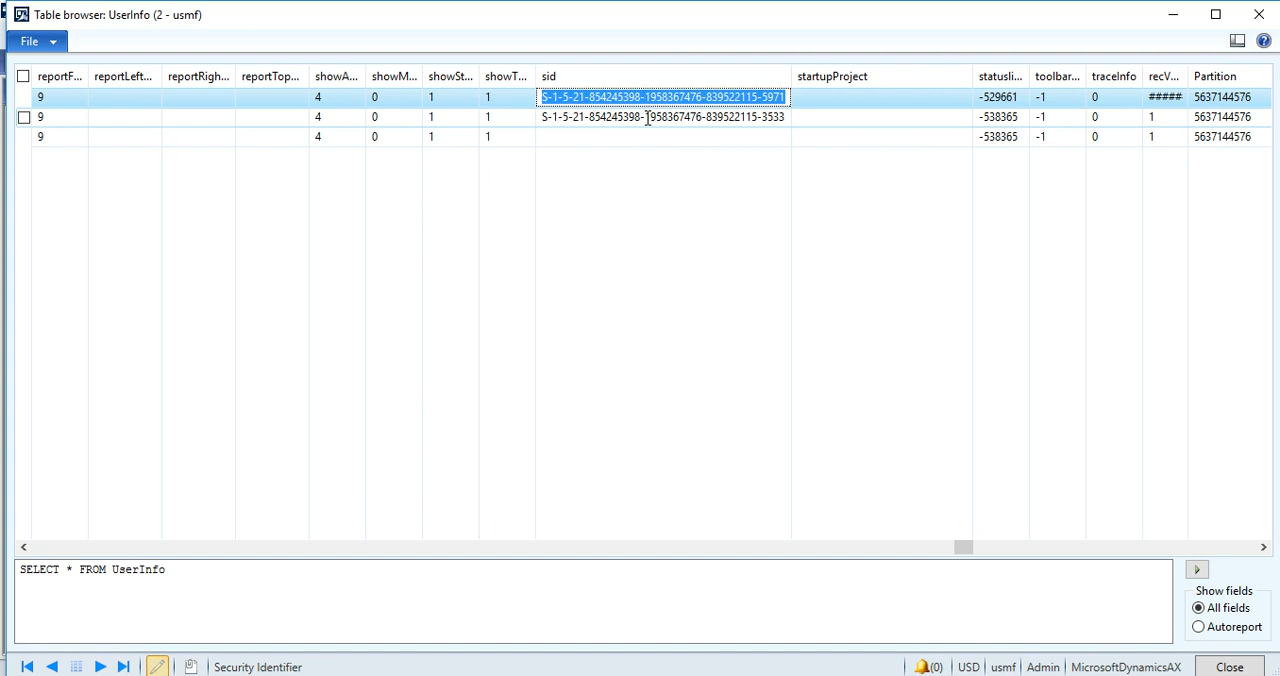 Table browser: UserInfo (2 - usmf)
File
reportF... reportLeft... reportRigh... reportTop... showA... showM... showSt... showT... sid startupProject statusli... toolbar... traceInfo recV... Partition
9 4 0 1 1 S-1-5-21-854245398-1958367476-839522115-5971 -529661 -1 0 ##### 5637144576
9 4 0 1 1 S-1-5-21-854245398-1958367476-839522115-3533 -538365 -1 0 1 5637144576
9 4 0 1 1 -538365 -1 0 1 5637144576
SELECT * FROM UserInfo
Show fields
All fields
Autoreport
Security Identifier (0) USD usmf Admin MicrosoftDynamicsAX Close